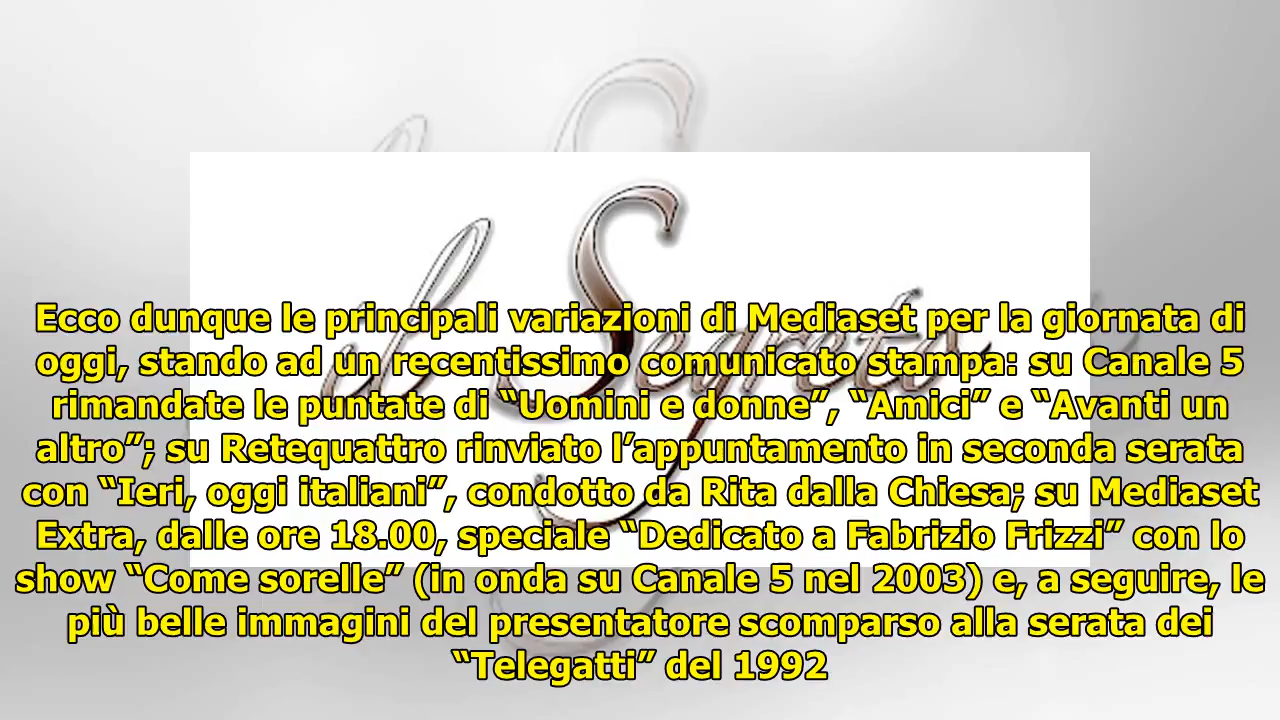 il Segreto
Ecco dunque le principali variazioni di Mediaset per la giornata di
oggi, stando ad un recentissimo comunicato stampa: su Canale 5
rimandate le puntate di “Uomini e donne”, “Amici” e “Avanti un
altro”; su Retequattro rinviato l’appuntamento in seconda serata
con “Ieri, oggi italiani”, condotto da Rita dalla Chiesa; su Mediaset
Extra, dalle ore 18.00, speciale “Dedicato a Fabrizio Frizzi” con lo
show “Come sorelle” (in onda su Canale 5 nel 2003) e, a seguire, le
più belle immagini del presentatore scomparso alla serata dei
“Telegatti” del 1992